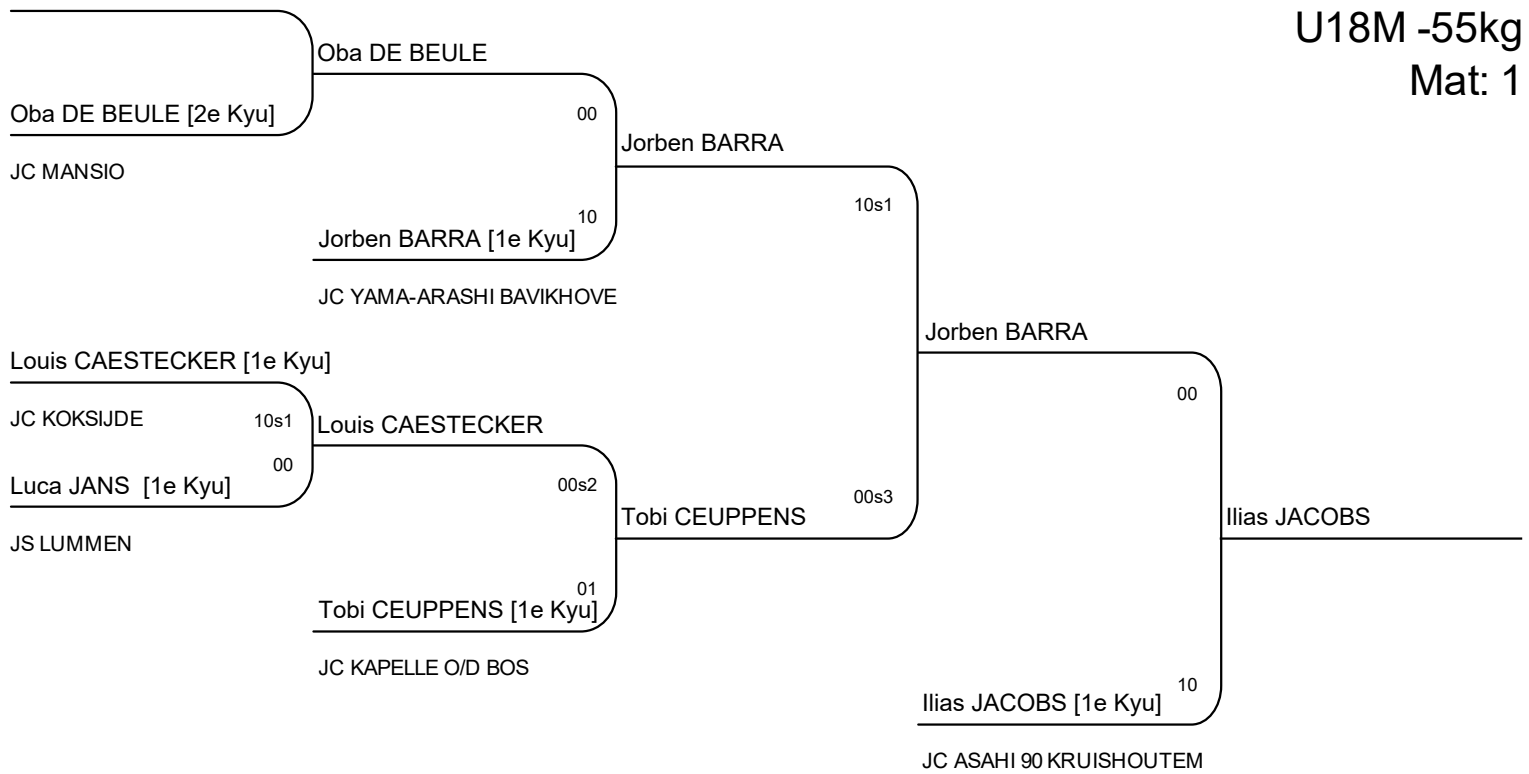 U18M -55kg
Mat: 1
Oba DE BEULE
Oba DE BEULE [2e Kyu]
00
Jorben BARRA
JC MANSIO
10s1
10
Jorben BARRA [1e Kyu]
JC YAMA-ARASHI BAVIKHOVE
Jorben BARRA
Louis CAESTECKER [1e Kyu]
00
JC KOKSIJDE
10s1
Louis CAESTECKER
00
Luca JANS [1e Kyu]
00s2
00s3
Tobi CEUPPENS
Ilias JACOBS
JS LUMMEN
01
Tobi CEUPPENS [1e Kyu]
JC KAPELLE O/D BOS
10
Ilias JACOBS [1e Kyu]
JC ASAHI 90 KRUISHOUTEM